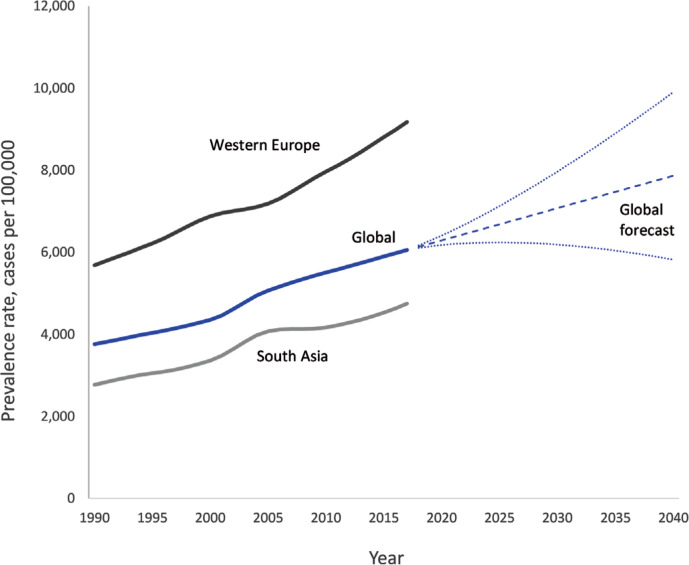 Prevalence rate, cases per 100,000
12,000
10,000
8,000
6,000
4,000
2,000
0
Western Europe
Global
South Asia
Global
forecast
1990 1995 2000 2005 2010 2015 2020 2025 2030 2035 2040
Year